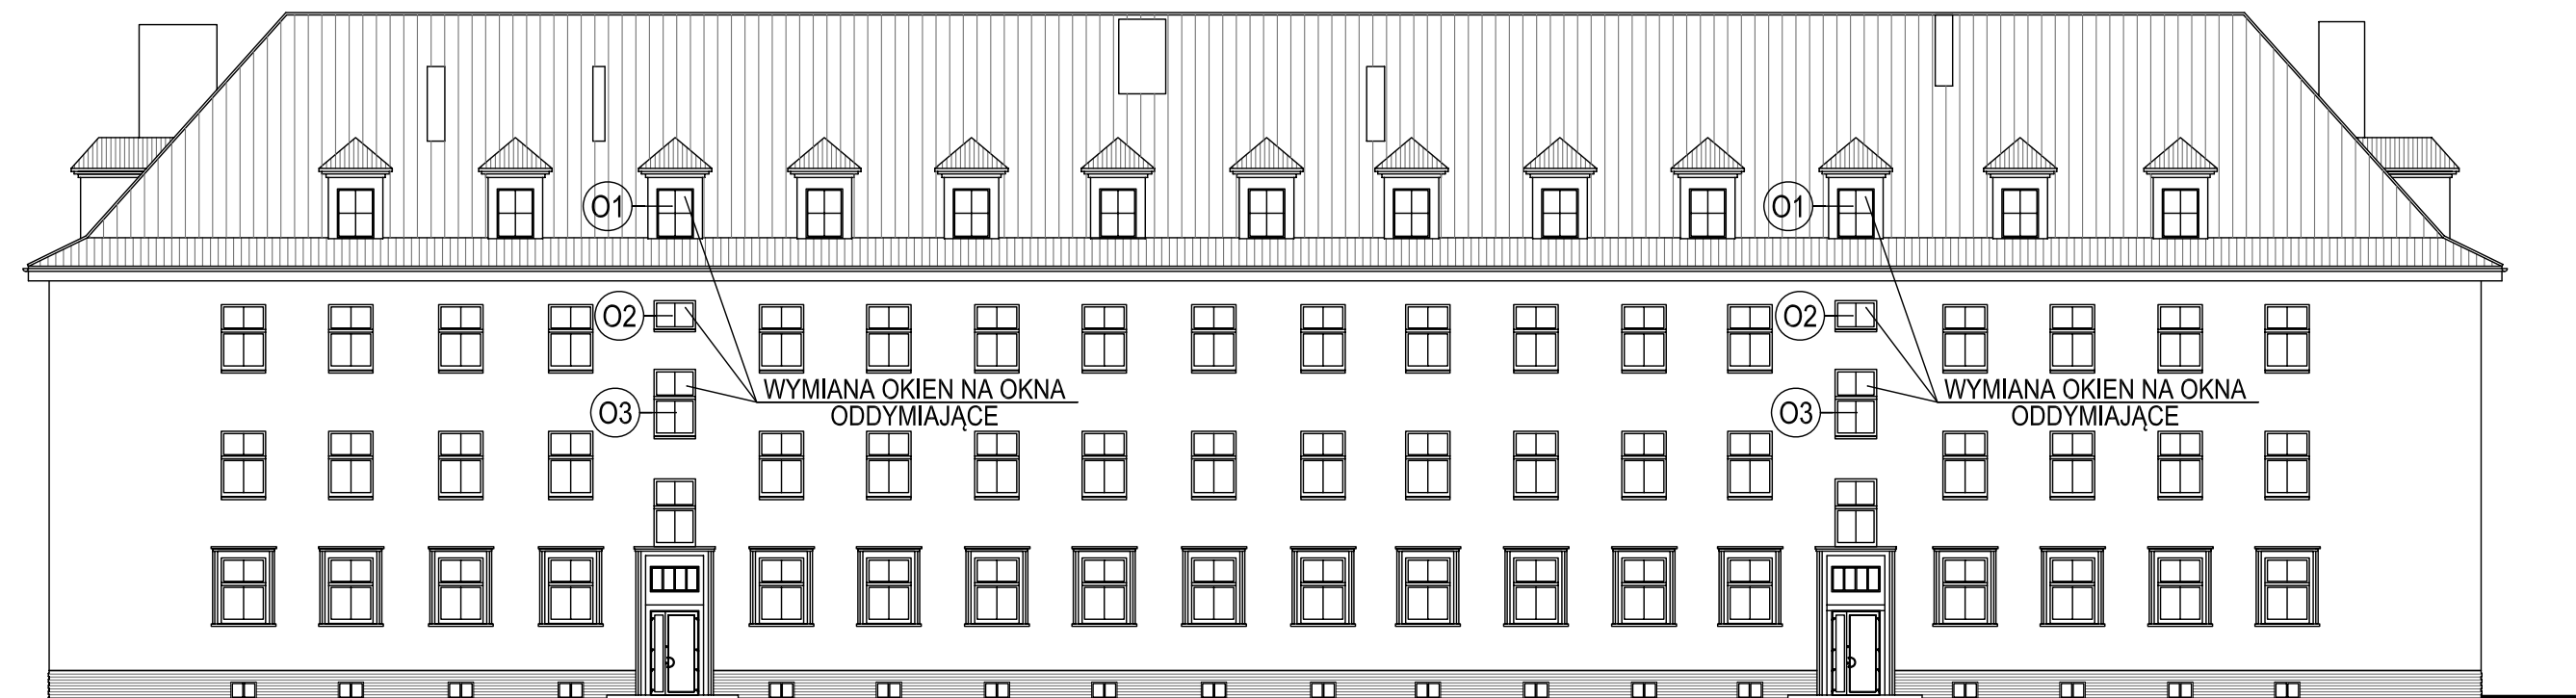 O1
O1
O2
O2
WYMIANA OKIEN NA OKNA
ODDYMIAJĄCE
WYMIANA OKIEN NA OKNA
ODDYMIAJĄCE
O3
O3